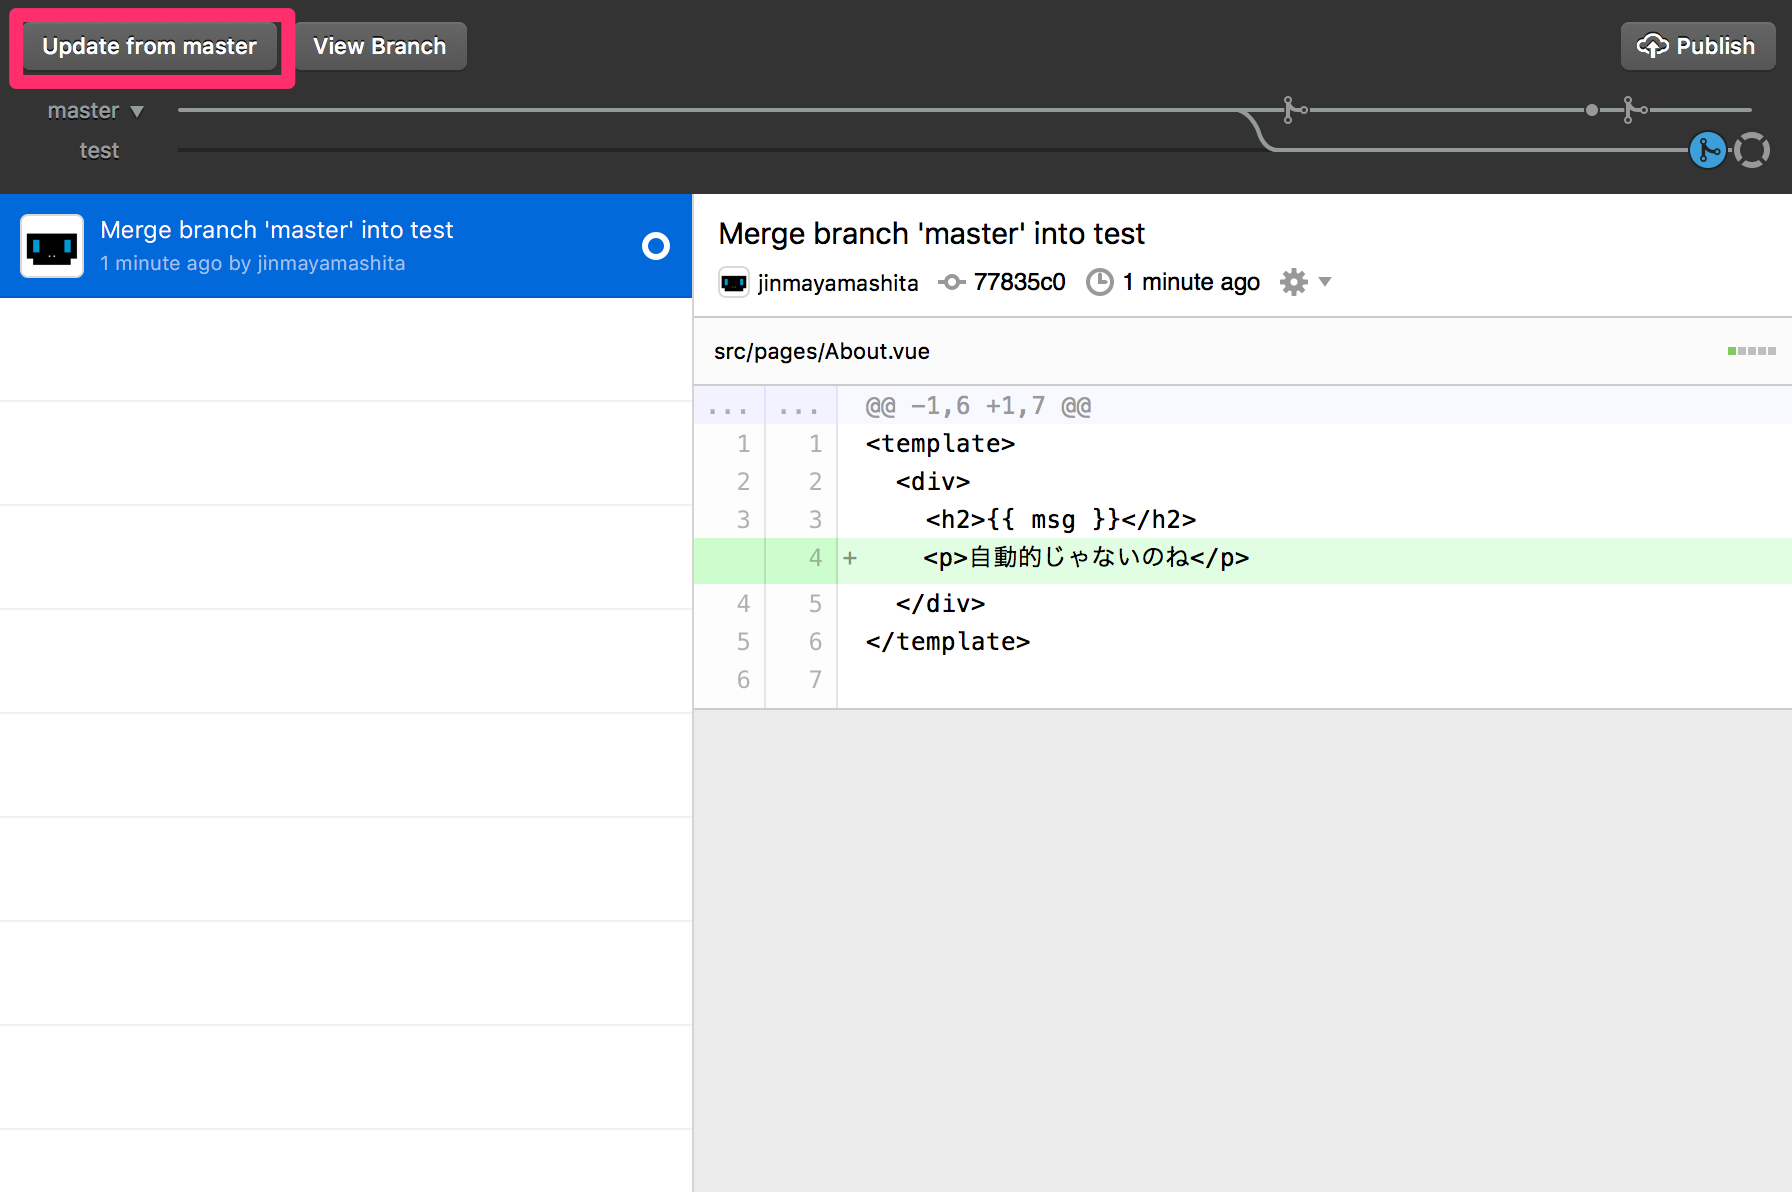 Update from master
View Branch
Publish
master
test
Merge branch 'master' into test
1 minute ago by jinmayamashita
Merge branch 'master' into test
jinmayamashita 77835c0 1 minute ago
src/pages/About.vue
... ... @@ -1,6 +1,7 @@
1 1 <template>
2 2 <div>
3 3 <h2>{{ msg }}</h2>
4 + <p>自動的じゃないのね</p>
4 5 </div>
5 6 </template>
6 7